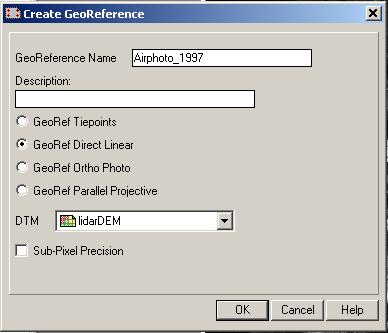 Create GeoReference
GeoReference Name Airphoto_1997
Description:
GeoRef Tiepoints
GeoRef Direct Linear
GeoRef Ortho Photo
GeoRef Parallel Projective
DTM lidarDEM
Sub-Pixel Precision
OK Cancel Help